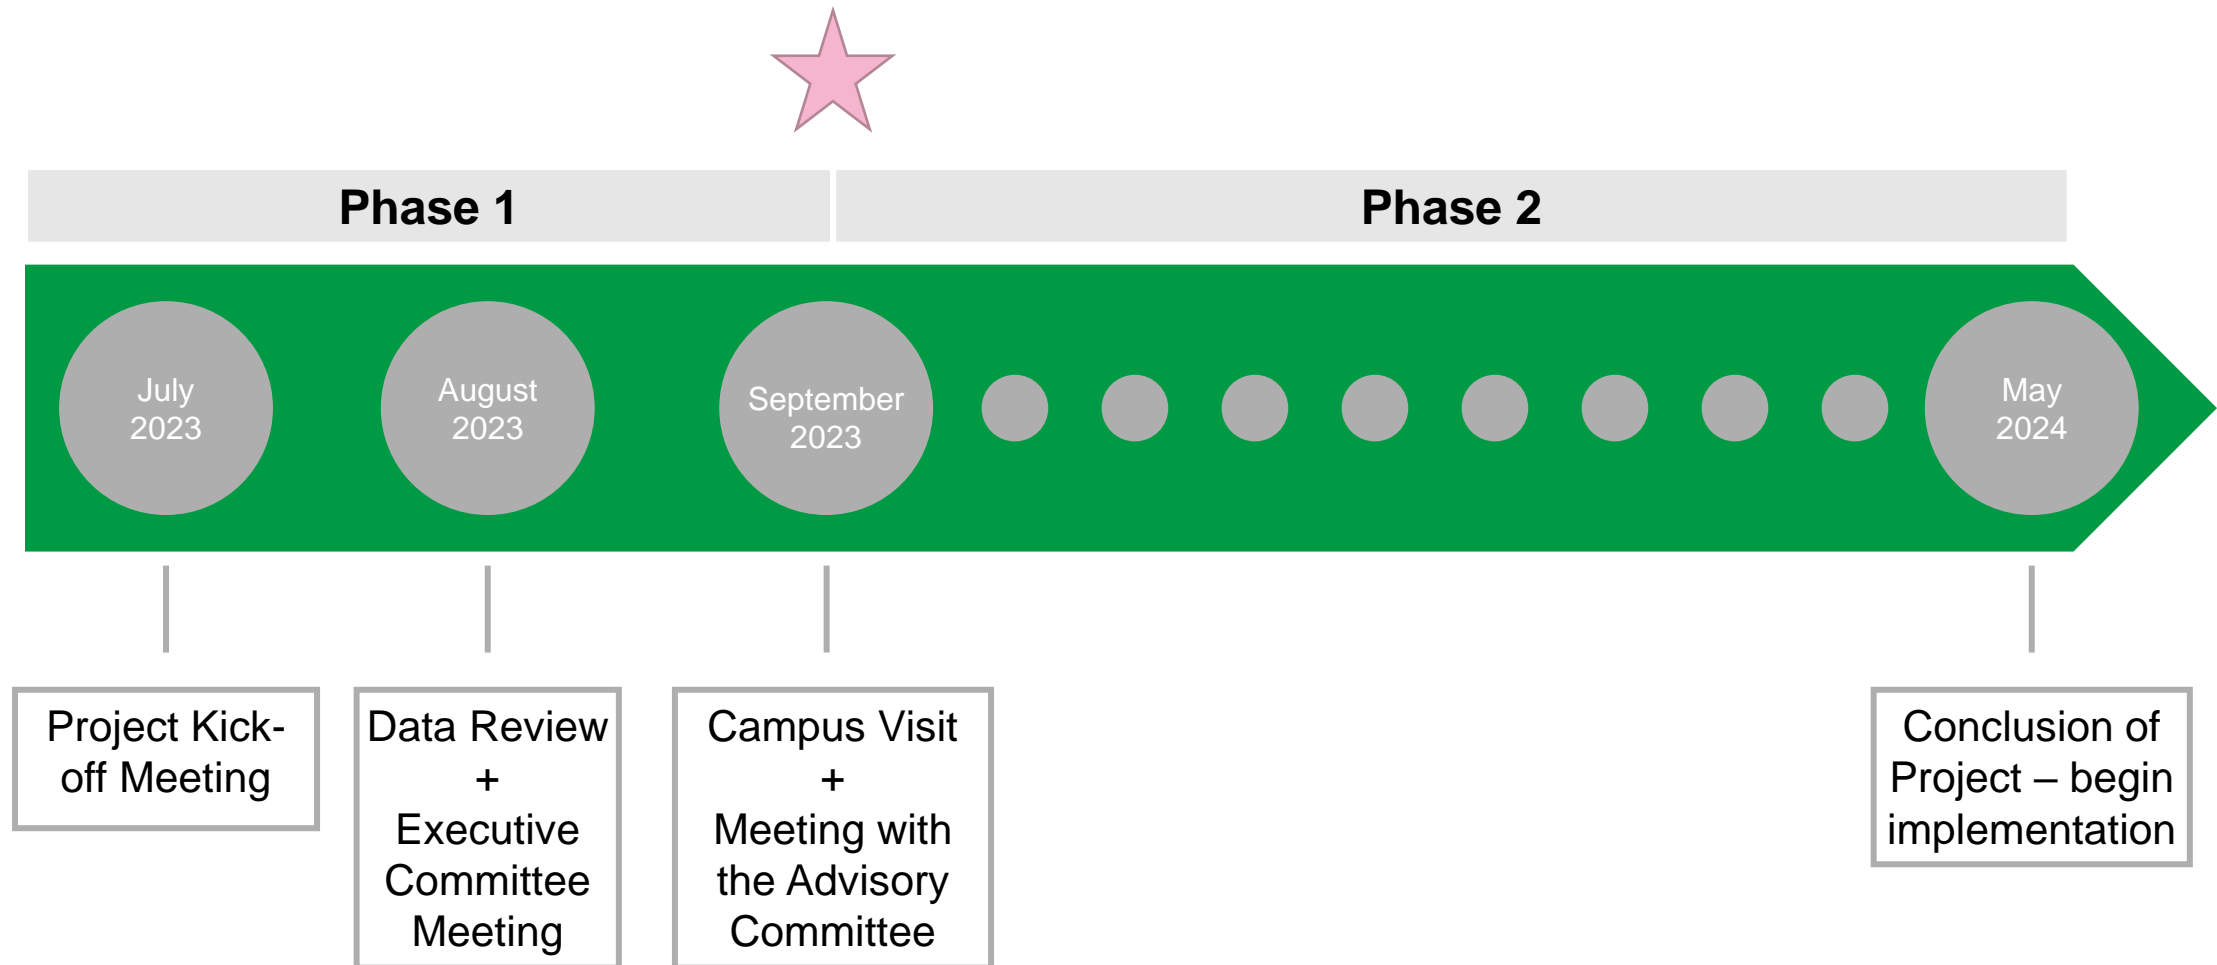 Phase 1
Phase 2
July
2023
August
2023
September
2023
May
2024
Project Kick-
off Meeting
Data Review
+
Executive
Committee
Meeting
Campus Visit
+
Meeting with
the Advisory
Committee
Conclusion of
Project – begin
implementation